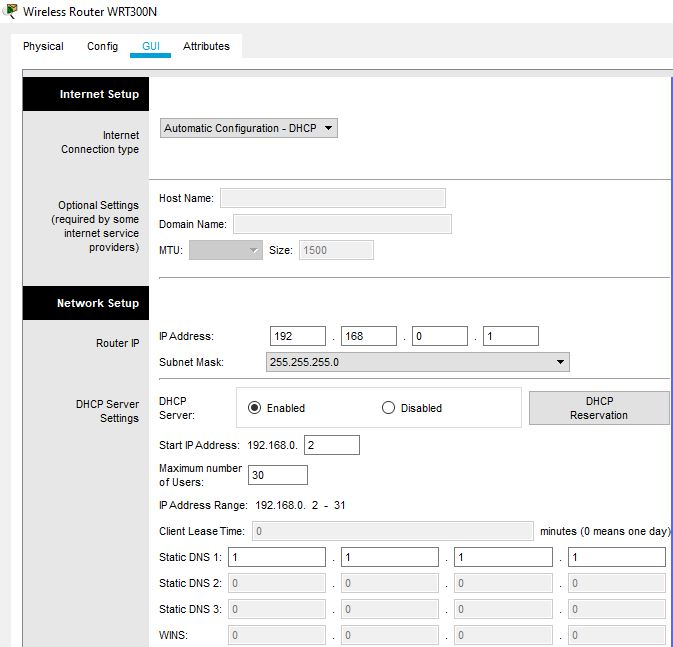 Wireless Router WRT300N
Physical Config GUI Attributes
Internet Setup
Internet
Connection type
Automatic Configuration - DHCP
Optional Settings
(required by some
internet service
providers)
Host Name:
Domain Name:
MTU: Size: 1500
Network Setup
Router IP
IP Address: 192 . 168 . 0 . 1
Subnet Mask: 255.255.255.0
DHCP Server
Settings
DHCP
Server:
Enabled Disabled
DHCP
Reservation
Start IP Address: 192.168.0. 2
Maximum number
of Users:
30
IP Address Range: 192.168.0. 2 - 31
Client Lease Time: 0 minutes (0 means one day)
Static DNS 1: 1 . 1 . 1 . 1
Static DNS 2: 0 . 0 . 0 . 0
Static DNS 3: 0 . 0 . 0 . 0
WINS: 0 . 0 . 0 . 0